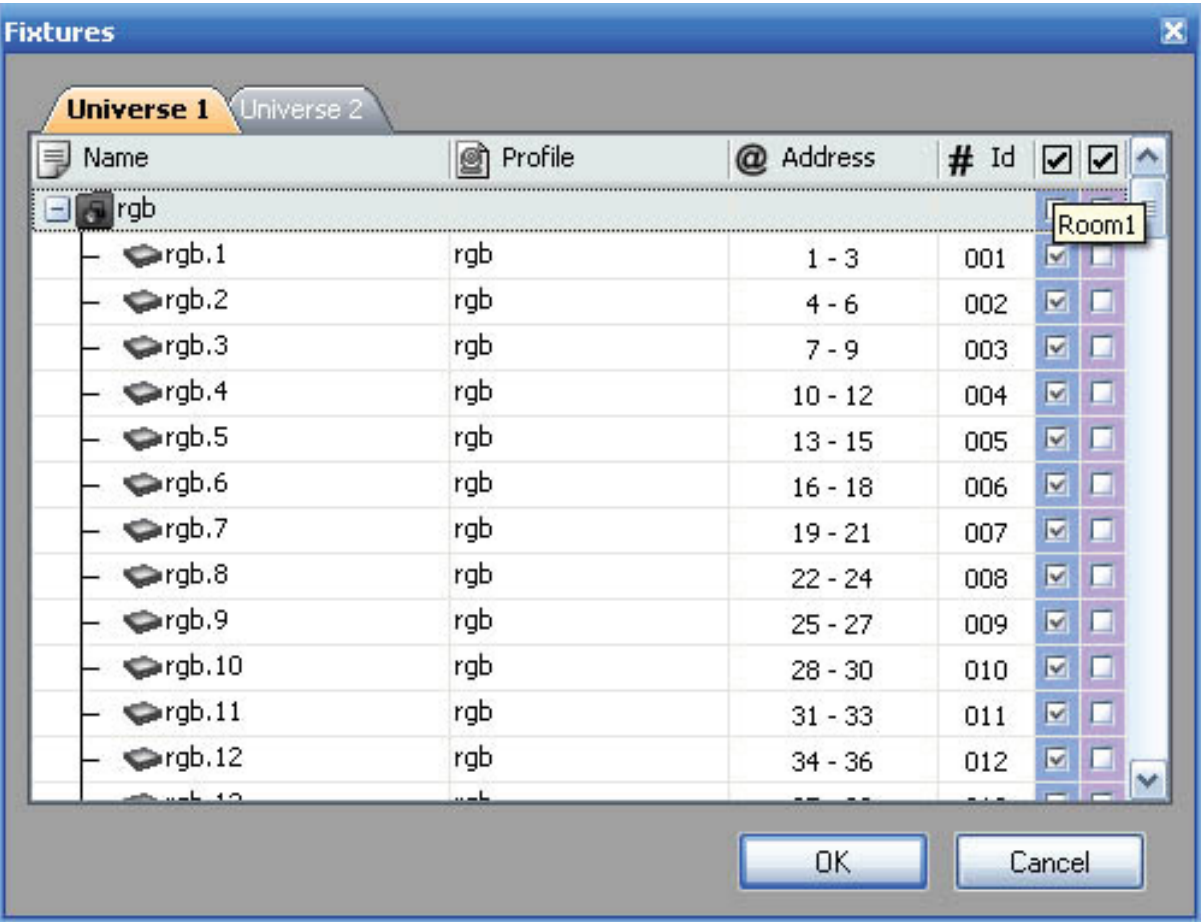 Fixtures
Universe 1 Universe 2
Name Profile @ Address # Id
rgb
Room1
rgb.1 rgb 1 - 3 001
rgb.2 rgb 4 - 6 002
rgb.3 rgb 7 - 9 003
rgb.4 rgb 10 - 12 004
rgb.5 rgb 13 - 15 005
rgb.6 rgb 16 - 18 006
rgb.7 rgb 19 - 21 007
rgb.8 rgb 22 - 24 008
rgb.9 rgb 25 - 27 009
rgb.10 rgb 28 - 30 010
rgb.11 rgb 31 - 33 011
rgb.12 rgb 34 - 36 012
OK Cancel